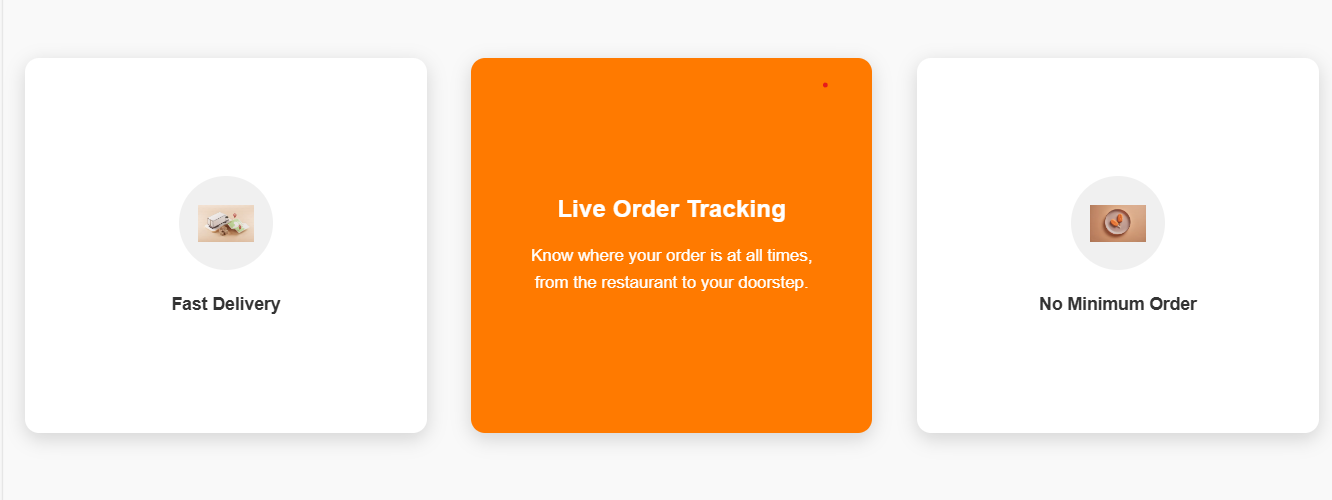 Fast Delivery
Live Order Tracking
Know where your order is at all times,
from the restaurant to your doorstep.
No Minimum Order